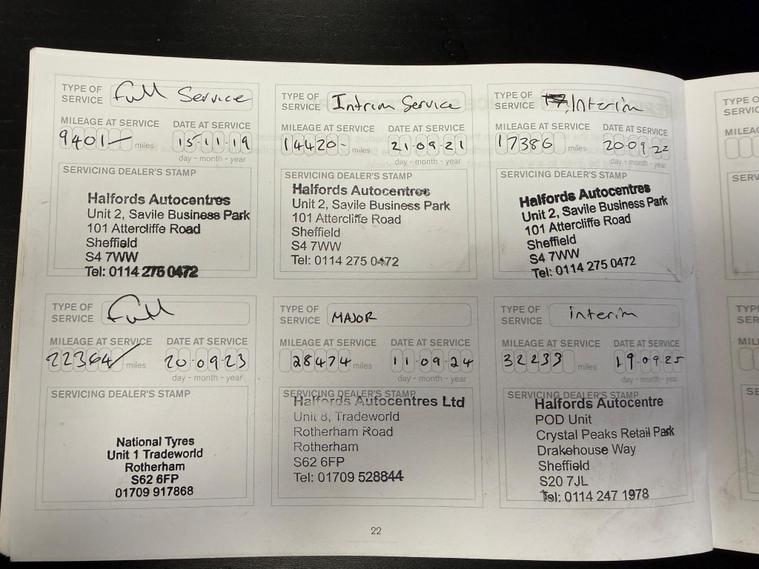 TYPE OF SERVICE Full Service
MILEAGE AT SERVICE DATE AT SERVICE
9401 miles 15 11 19
day - month - year
SERVICING DEALER'S STAMP
Halfords Autocentres
Unit 2, Savile Business Park
101 Attercliffe Road
Sheffield
S4 7WW
Tel: 0114 275 0472
TYPE OF SERVICE Intrim Service
MILEAGE AT SERVICE DATE AT SERVICE
14420- miles 21 09 21
day - month - year
SERVICING DEALER'S STAMP
Halfords Autocentres
Unit 2, Savile Business Park
101 Attercliffe Road
Sheffield
S4 7WW
Tel: 0114 275 0472
TYPE OF SERVICE Interim
MILEAGE AT SERVICE DATE AT SERVICE
17386 miles 20 09 22
day - month - year
SERVICING DEALER'S STAMP
Halfords Autocentres
Unit 2, Savile Business Park
101 Attercliffe Road
Sheffield
S4 7WW
Tel: 0114 275 0472
TYPE OF SERVICE Full
MILEAGE AT SERVICE DATE AT SERVICE
22364 miles 20 09 23
day - month - year
SERVICING DEALER'S STAMP
National Tyres
Unit 1 Tradeworld
Rotherham
S62 6FP
01709 917868
TYPE OF SERVICE MAJOR
MILEAGE AT SERVICE DATE AT SERVICE
28474 miles 11 09 24
day - month - year
SERVICING DEALER'S STAMP
Halfords Autocentres Ltd
Unit 8, Tradeworld
Rotherham Road
Rotherham
S62 6FP
Tel: 01709 528844
TYPE OF SERVICE interim
MILEAGE AT SERVICE DATE AT SERVICE
32233 miles 19 09 25
day - month - year
SERVICING DEALER'S STAMP
Halfords Autocentre
POD Unit
Crystal Peaks Retail Park
Drakehouse Way
Sheffield
S20 7JL
Tel: 0114 247 1978
22